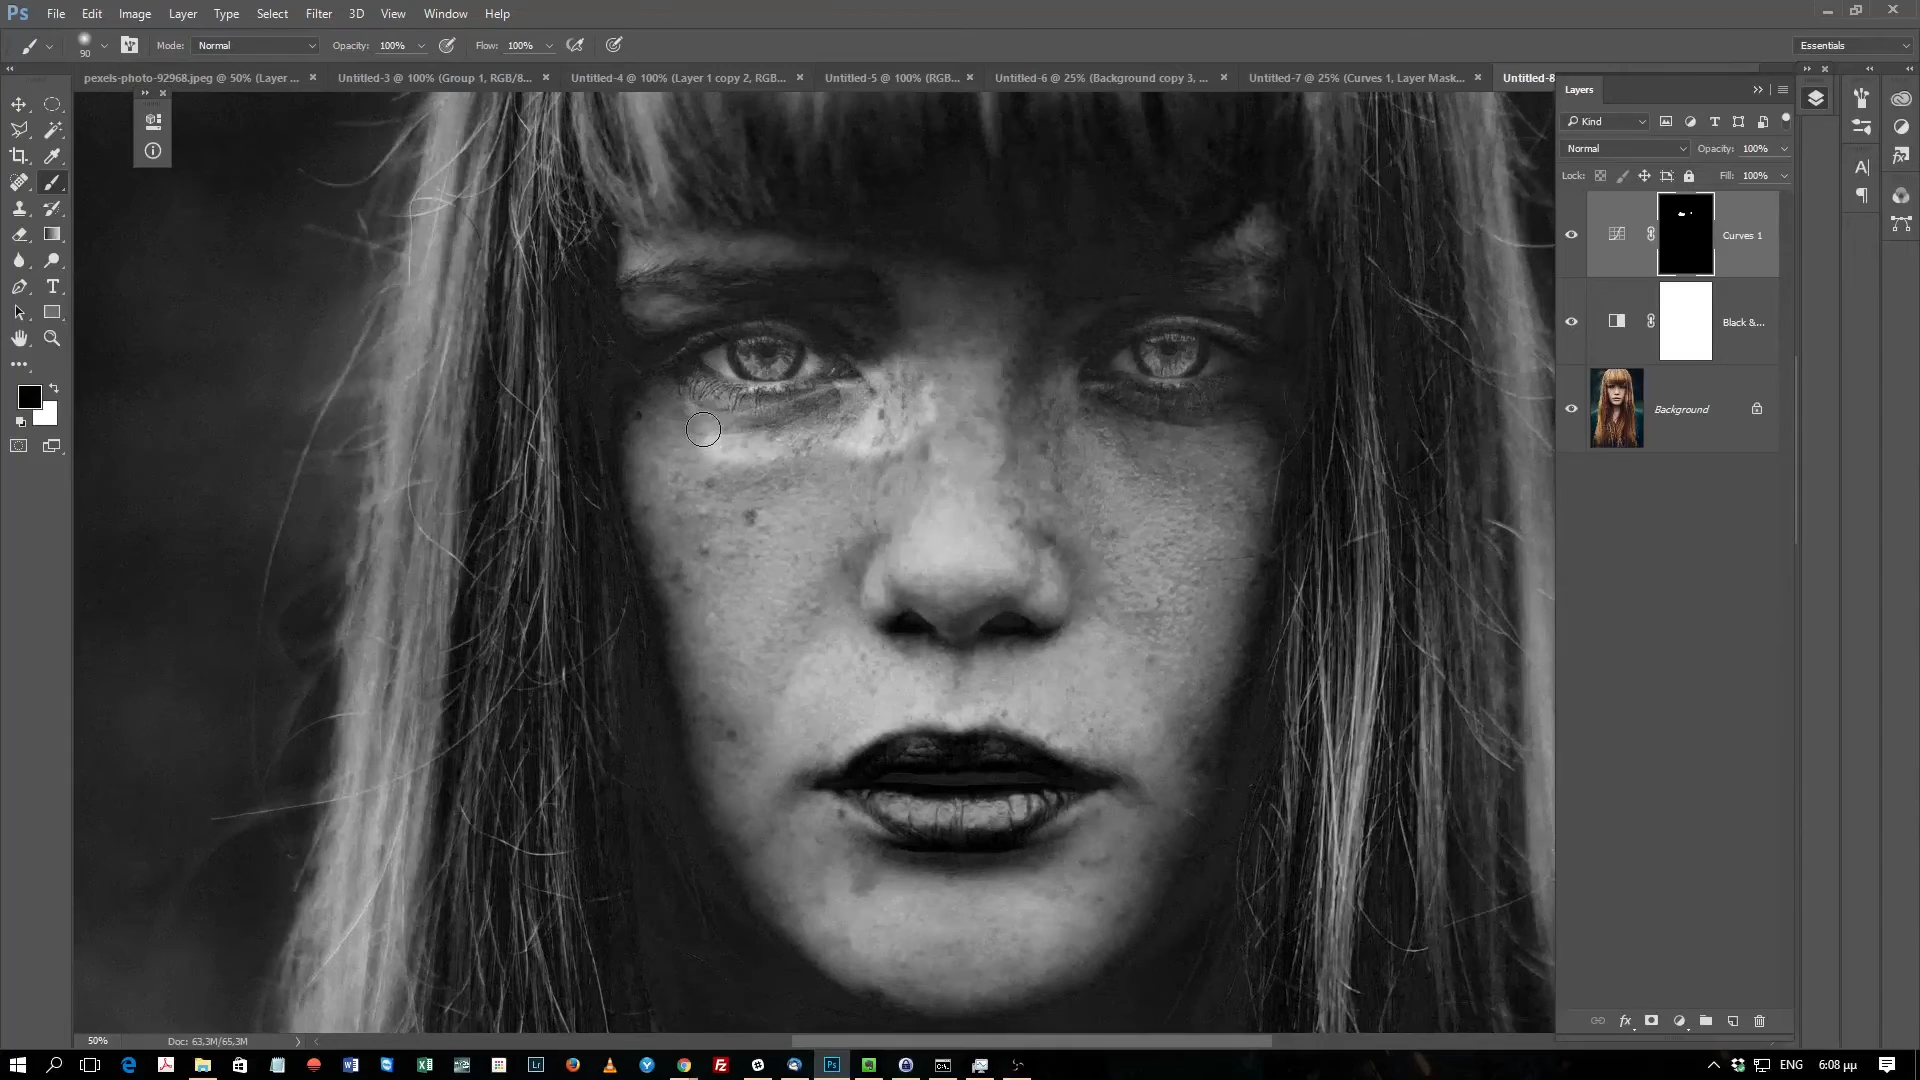 Ps File Edit Image Layer Type Select Filter 3D View Window Help
90 Mode: Normal Opacity: 100% Flow: 100% Essentials
pexels-photo-92968.jpeg @ 50% (Layer ... Untitled-3 @ 100% (Group 1, RGB/8... Untitled-4 @ 100% (Layer 1 copy 2, RGB... Untitled-5 @ 100% (RGB... Untitled-6 @ 25% (Background copy 3, ... Untitled-7 @ 25% (Curves 1, Layer Mask... Untitled-8
Layers
Kind
Normal Opacity: 100%
Lock: Fill: 100%
Curves 1
Black &...
Background
50% Doc: 63,3M/65,3M
ENG 6:08 μμ